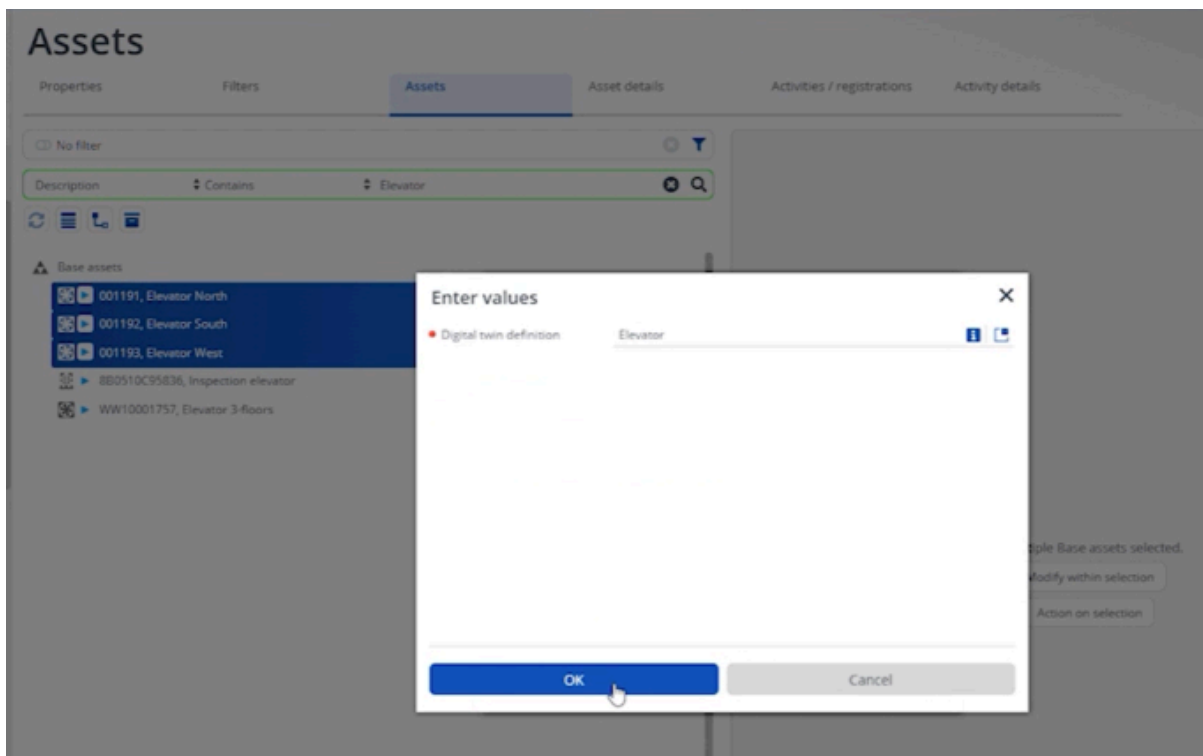 Assets
Properties Filters Assets Asset details Activities / registrations Activity details
No filter
Description Contains Elevator
Base assets
001191, Elevator North
001192, Elevator South
001193, Elevator West
8B0510C95836, Inspection elevator
WW10001757, Elevator 3-floors
Enter values
Digital twin definition Elevator
OK Cancel
Base assets selected.
Modify within selection
Action on selection